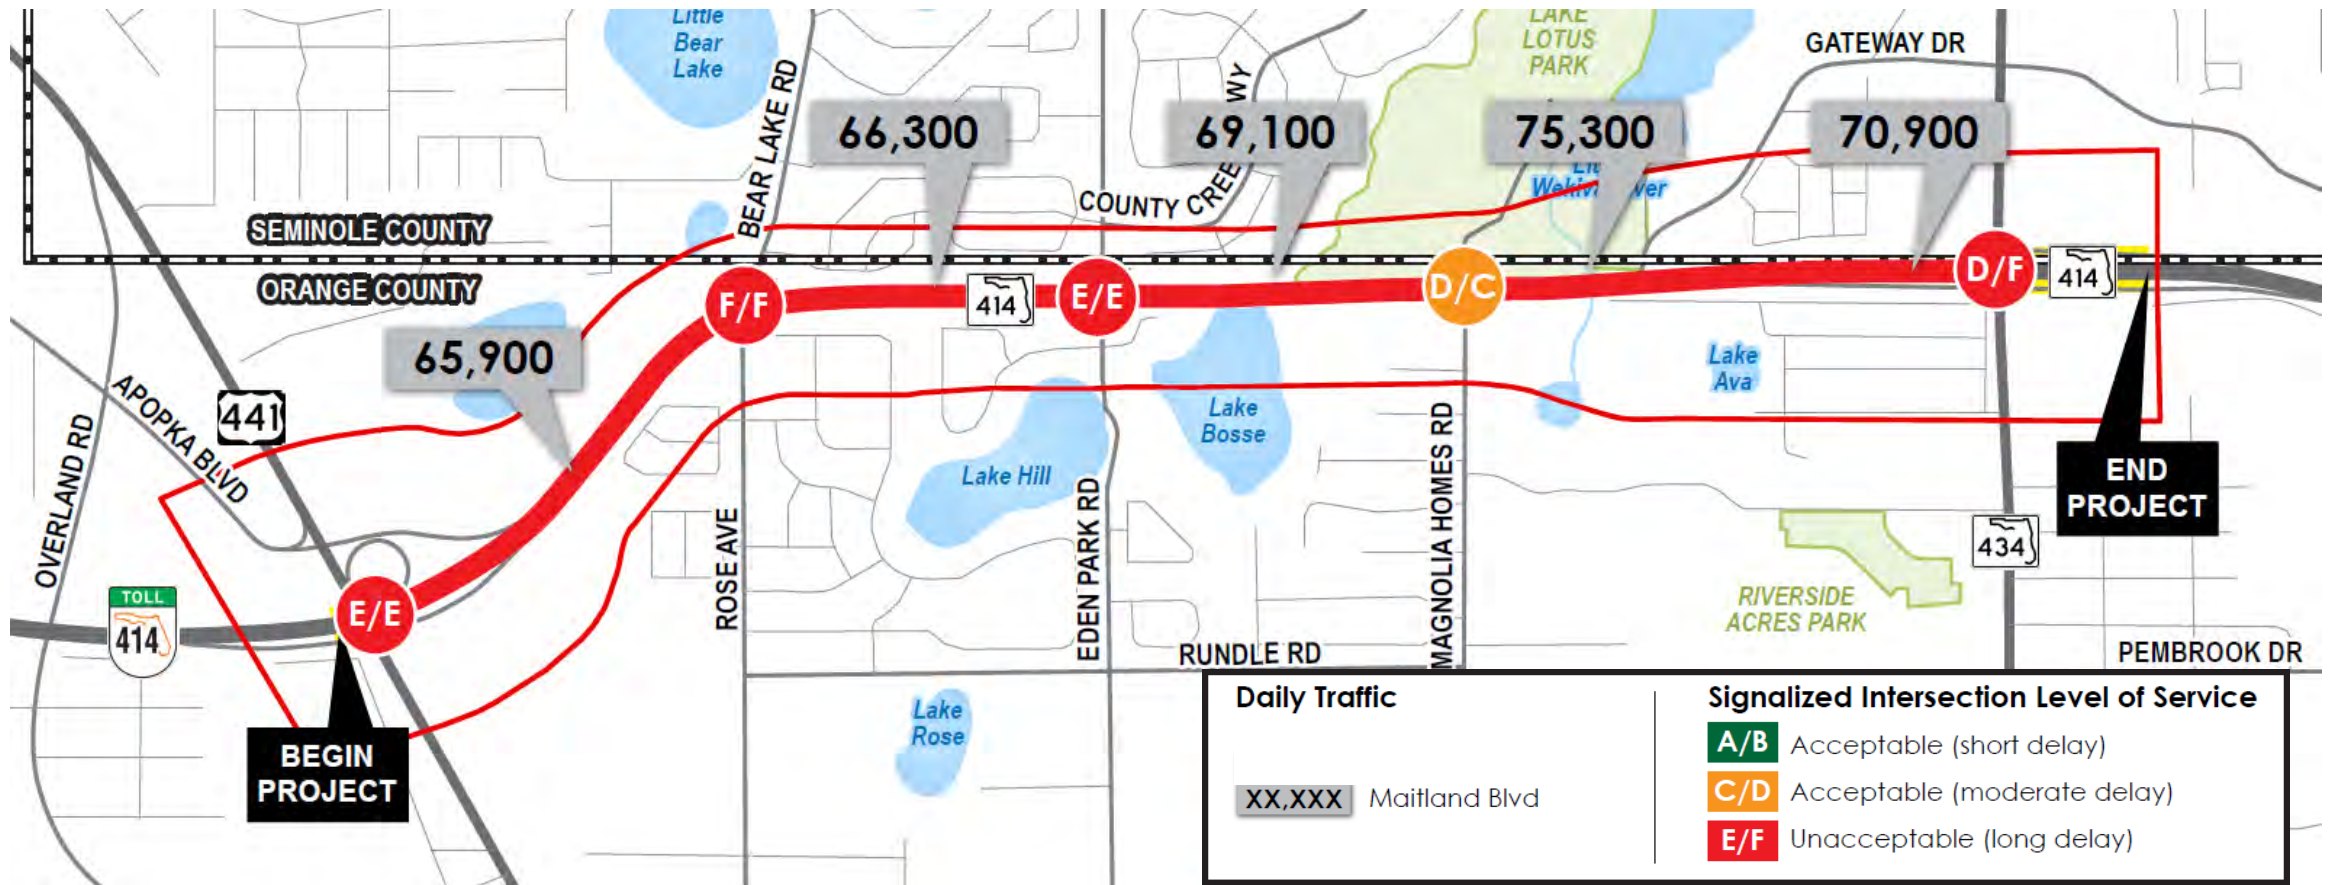 Little
Bear
Lake
BEAR LAKE RD
LAKE
LOTUS
PARK
GATEWAY DR
66,300
69,100
75,300
70,900
COUNTY CREEK WY
Wekiva River
SEMINOLE COUNTY
ORANGE COUNTY
F/F
414
E/E
D/C
D/F
414
65,900
Lake
Ava
APOPKA BLVD
441
OVERLAND RD
Lake
Bosse
Lake Hill
MAGNOLIA HOMES RD
END
PROJECT
EDEN PARK RD
ROSE AVE
434
TOLL
414
E/E
RIVERSIDE
ACRES PARK
RUNDLE RD
PEMBROOK DR
BEGIN
PROJECT
Lake
Rose
Daily Traffic
XX,XXX Maitland Blvd
Signalized Intersection Level of Service
A/B Acceptable (short delay)
C/D Acceptable (moderate delay)
E/F Unacceptable (long delay)